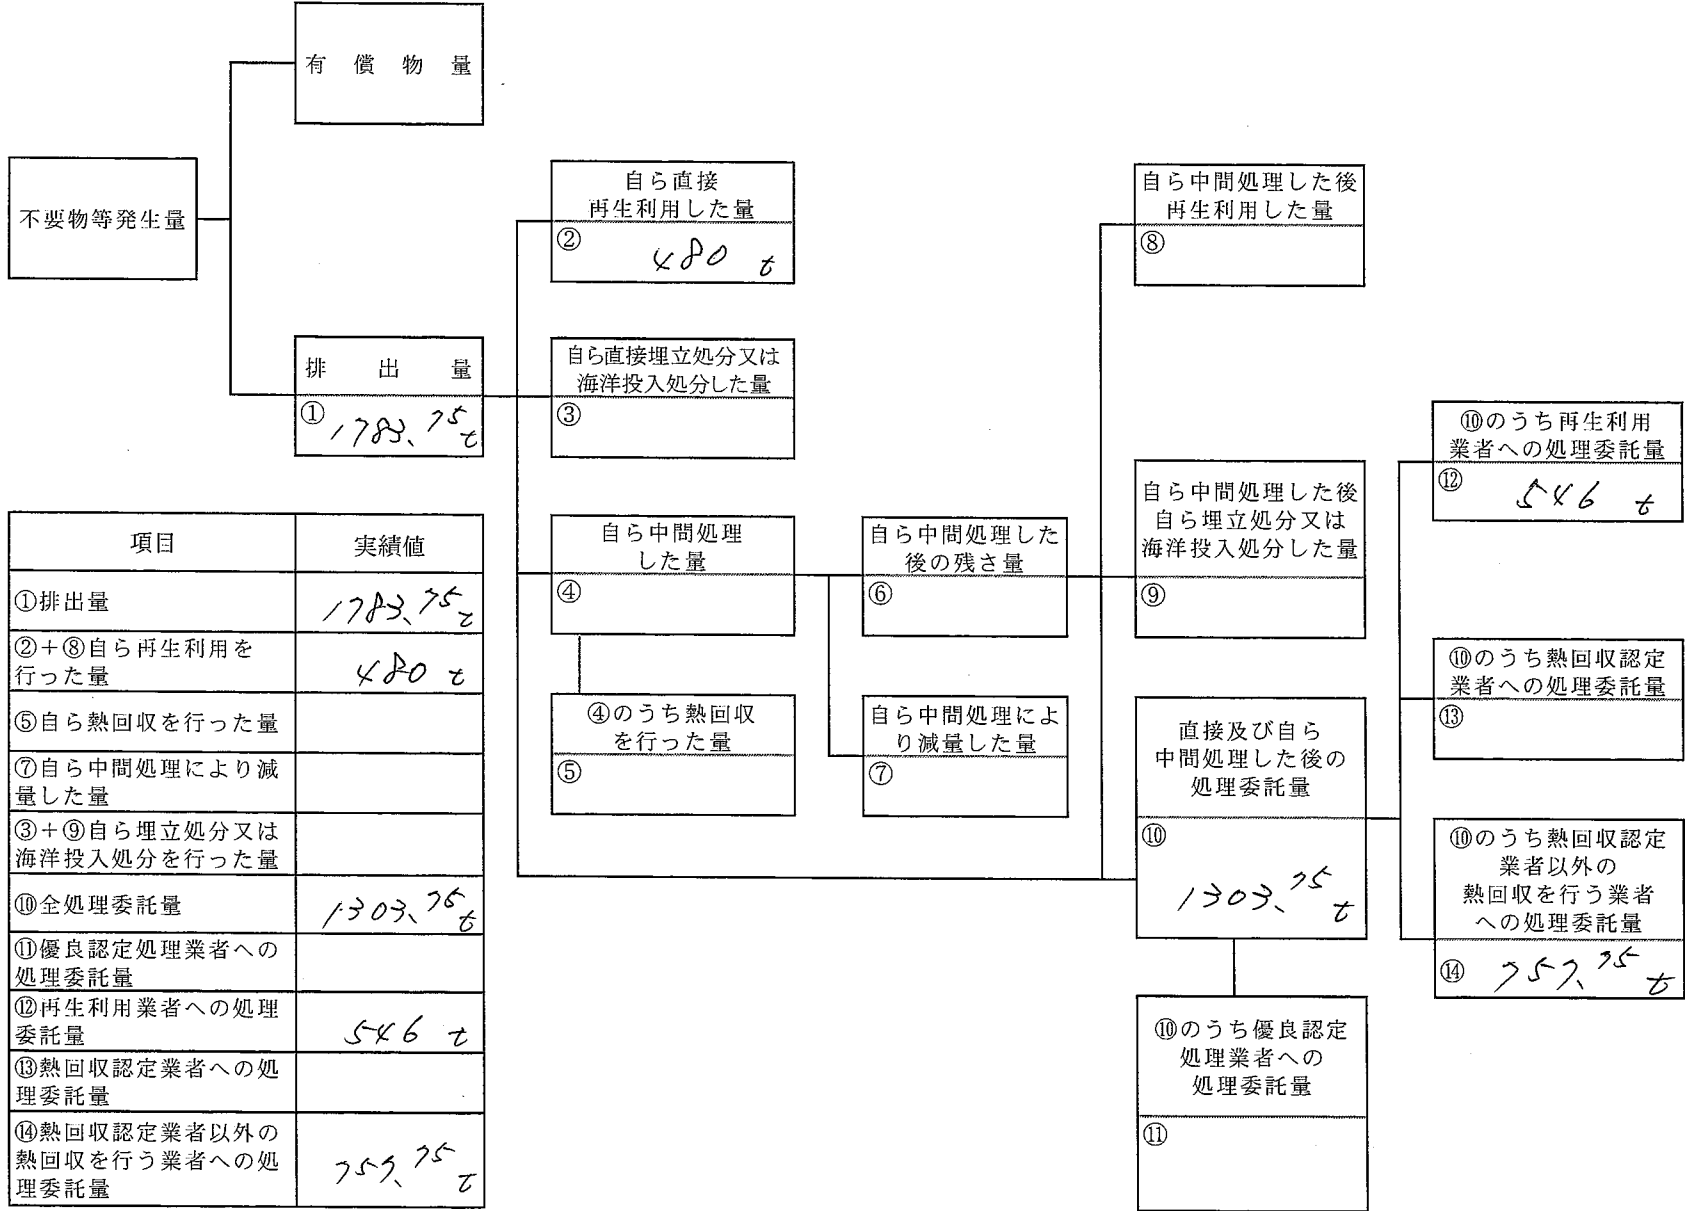 有償物量
不要物等発生量
排出量
① 1783.75t
自ら直接
再生利用した量
②
480 t
自ら直接埋立処分又は
海洋投入処分した量
③
自ら中間処理
した量
④
④のうち熱回収
を行った量
⑤
自ら中間処理した
後の残さ量
⑥
自ら中間処理によ
り減量した量
⑦
自ら中間処理した後
再生利用した量
⑧
自ら中間処理した後
自ら埋立処分又は
海洋投入処分した量
⑨
直接及び自ら
中間処理した後の
処理委託量
⑩
1303.75 t
⑩のうち優良認定
処理業者への
処理委託量
⑪
⑩のうち再生利用
業者への処理委託量
⑫
546 t
⑩のうち熱回収認定
業者への処理委託量
⑬
⑩のうち熱回収認定
業者以外の
熱回収を行う業者
への処理委託量
⑭ 757.75 t
項目 実績値
①排出量 1783.75t
②+⑧自ら再生利用を
行った量 480 t
⑤自ら熱回収を行った量
⑦自ら中間処理により減
量した量
③+⑨自ら埋立処分又は
海洋投入処分を行った量
⑩全処理委託量 1303.75t
⑪優良認定処理業者への
処理委託量
⑫再生利用業者への処理
委託量 546 t
⑬熱回収認定業者への処
理委託量
⑭熱回収認定業者以外の
熱回収を行う業者への処
理委託量 757.75 t